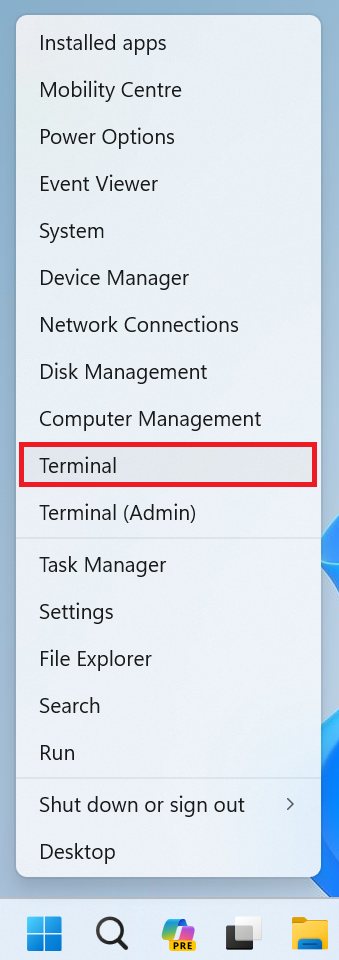 Installed apps
Mobility Centre
Power Options
Event Viewer
System
Device Manager
Network Connections
Disk Management
Computer Management
Terminal
Terminal (Admin)
Task Manager
Settings
File Explorer
Search
Run
Shut down or sign out
Desktop
PRE